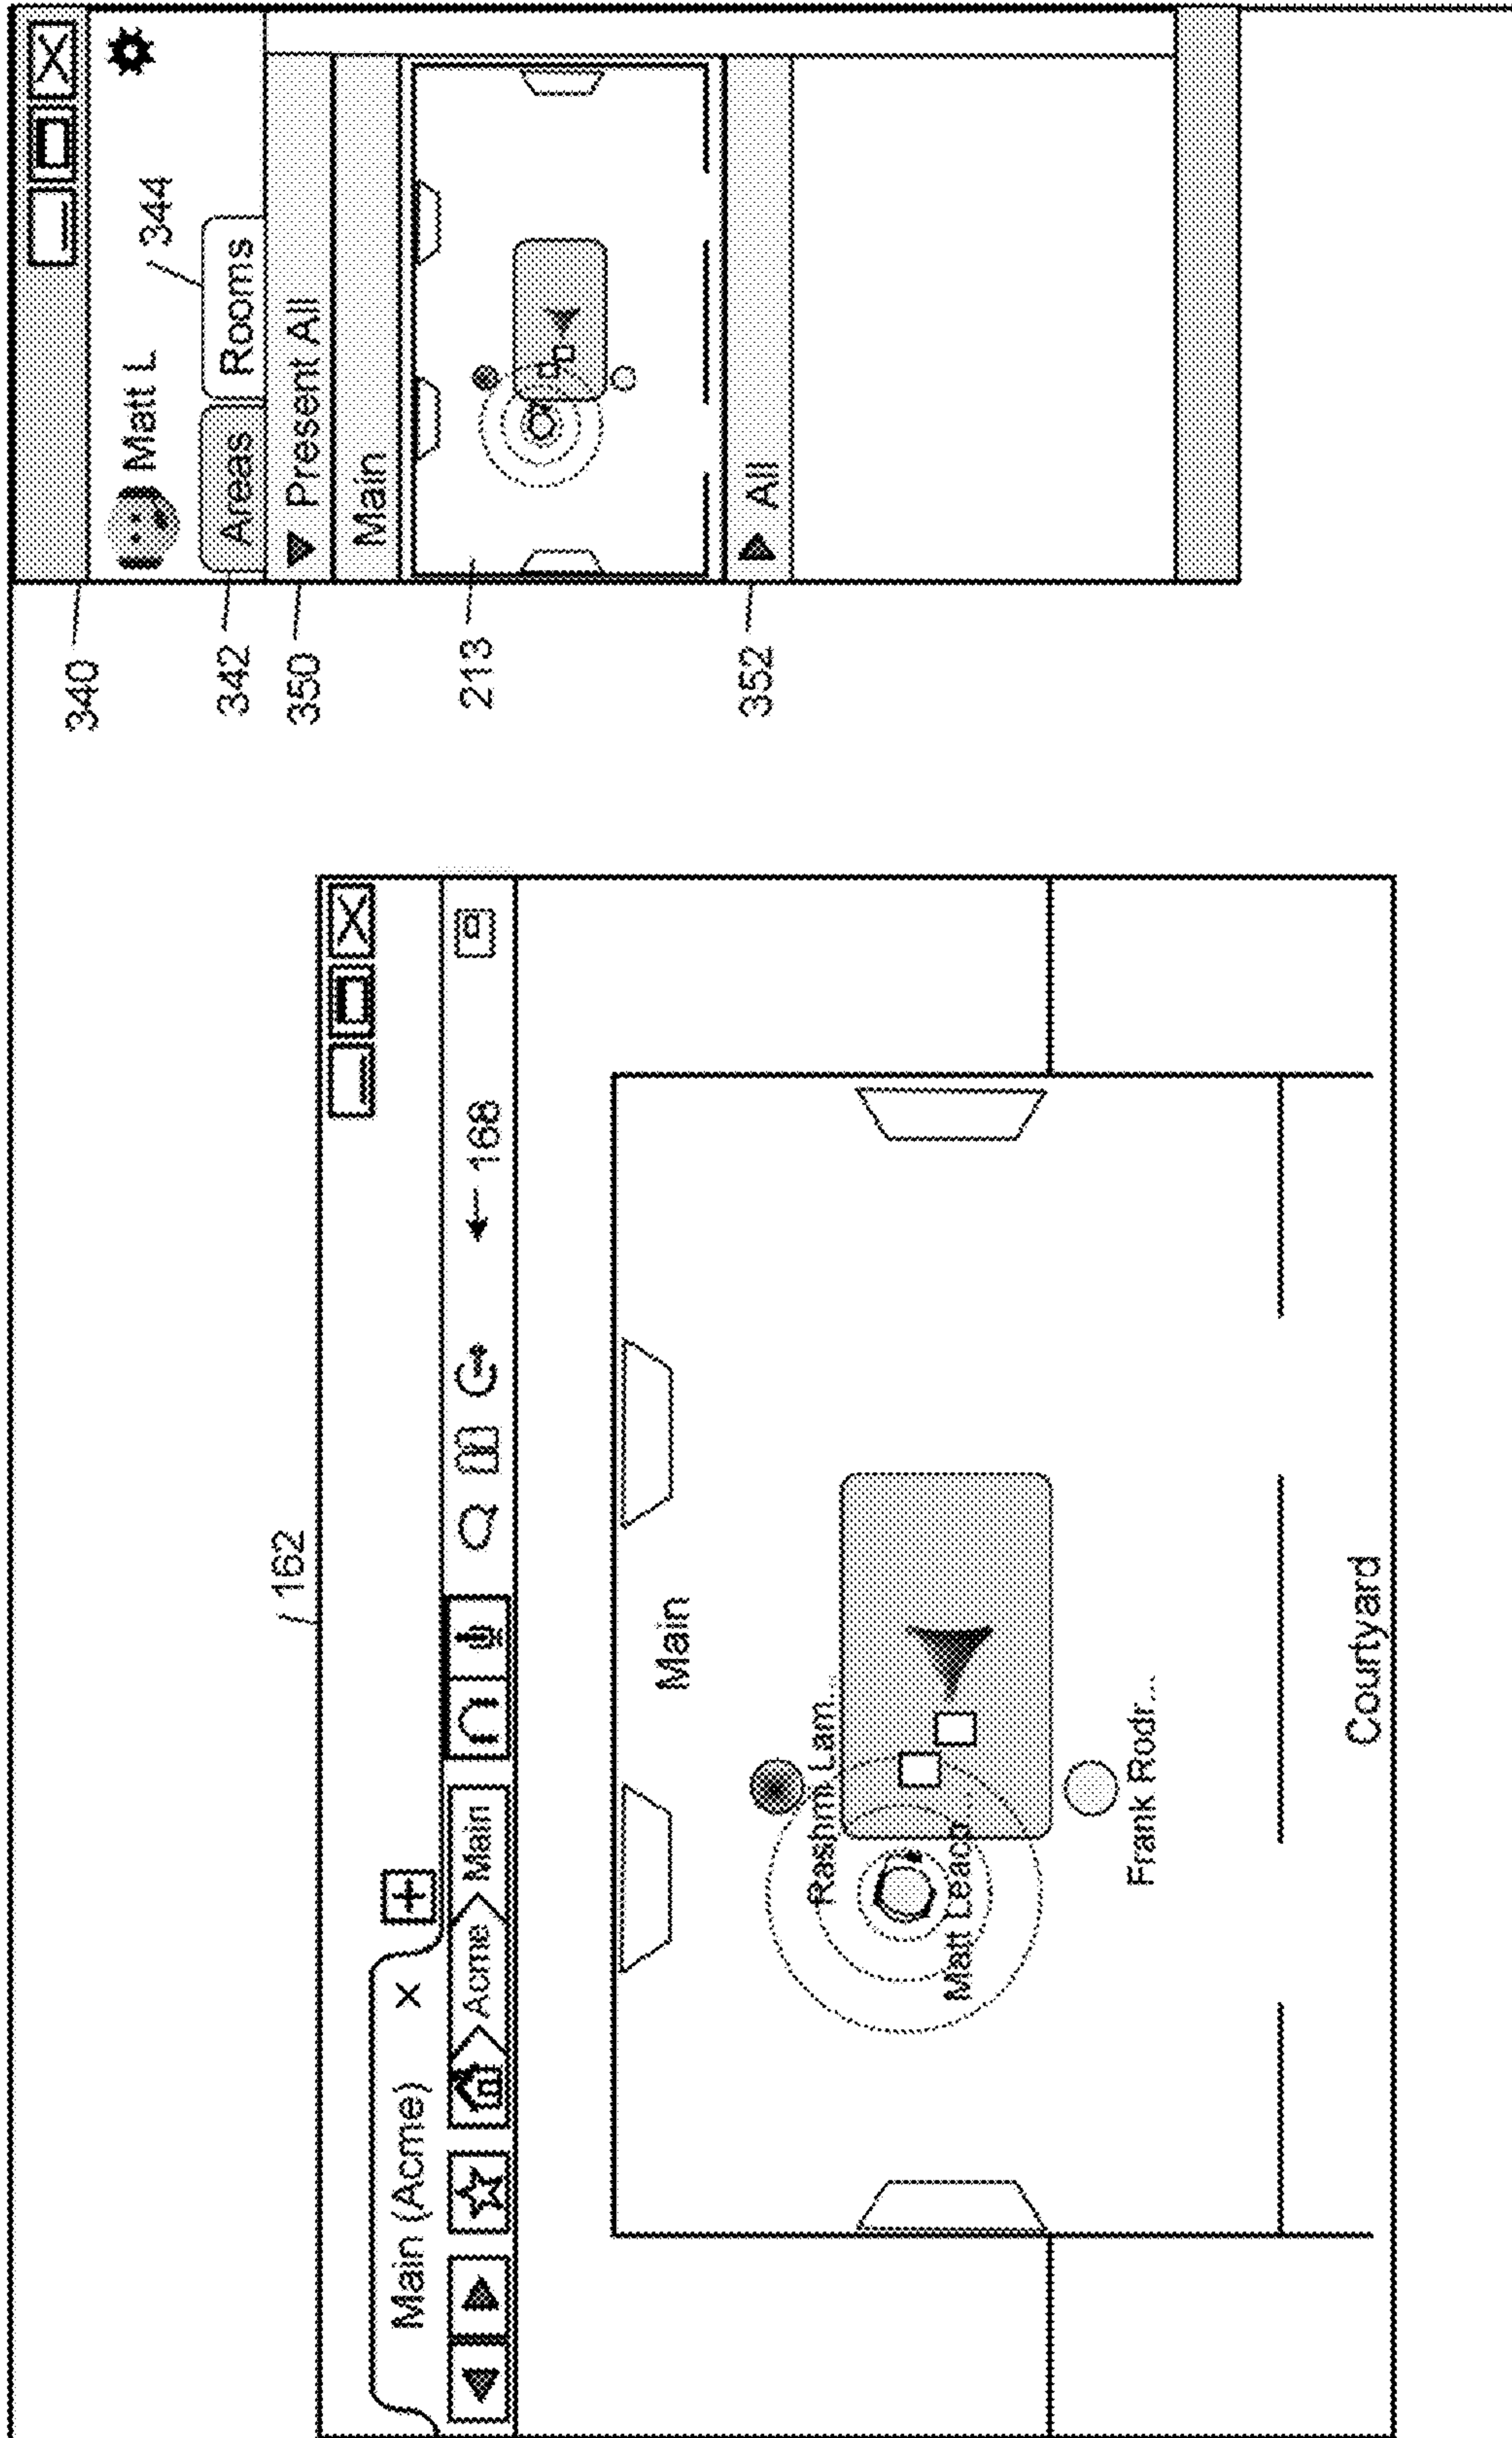 162
Main (Acme) ×
Acme
Main
168
Main
Rashmi Lam...
Matt Leaco...
Frank Rodr...
Courtyard
340
Matt L
344
342
Areas
Rooms
350
Present All
Main
213
352
All